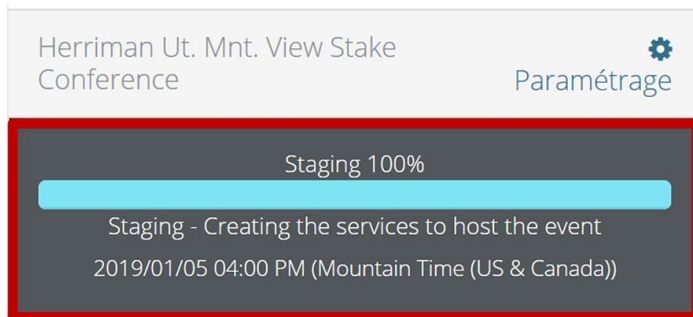 Herriman Ut. Mnt. View Stake
Conference
Paramétrage
Staging 100%
Staging - Creating the services to host the event
2019/01/05 04:00 PM (Mountain Time (US & Canada))